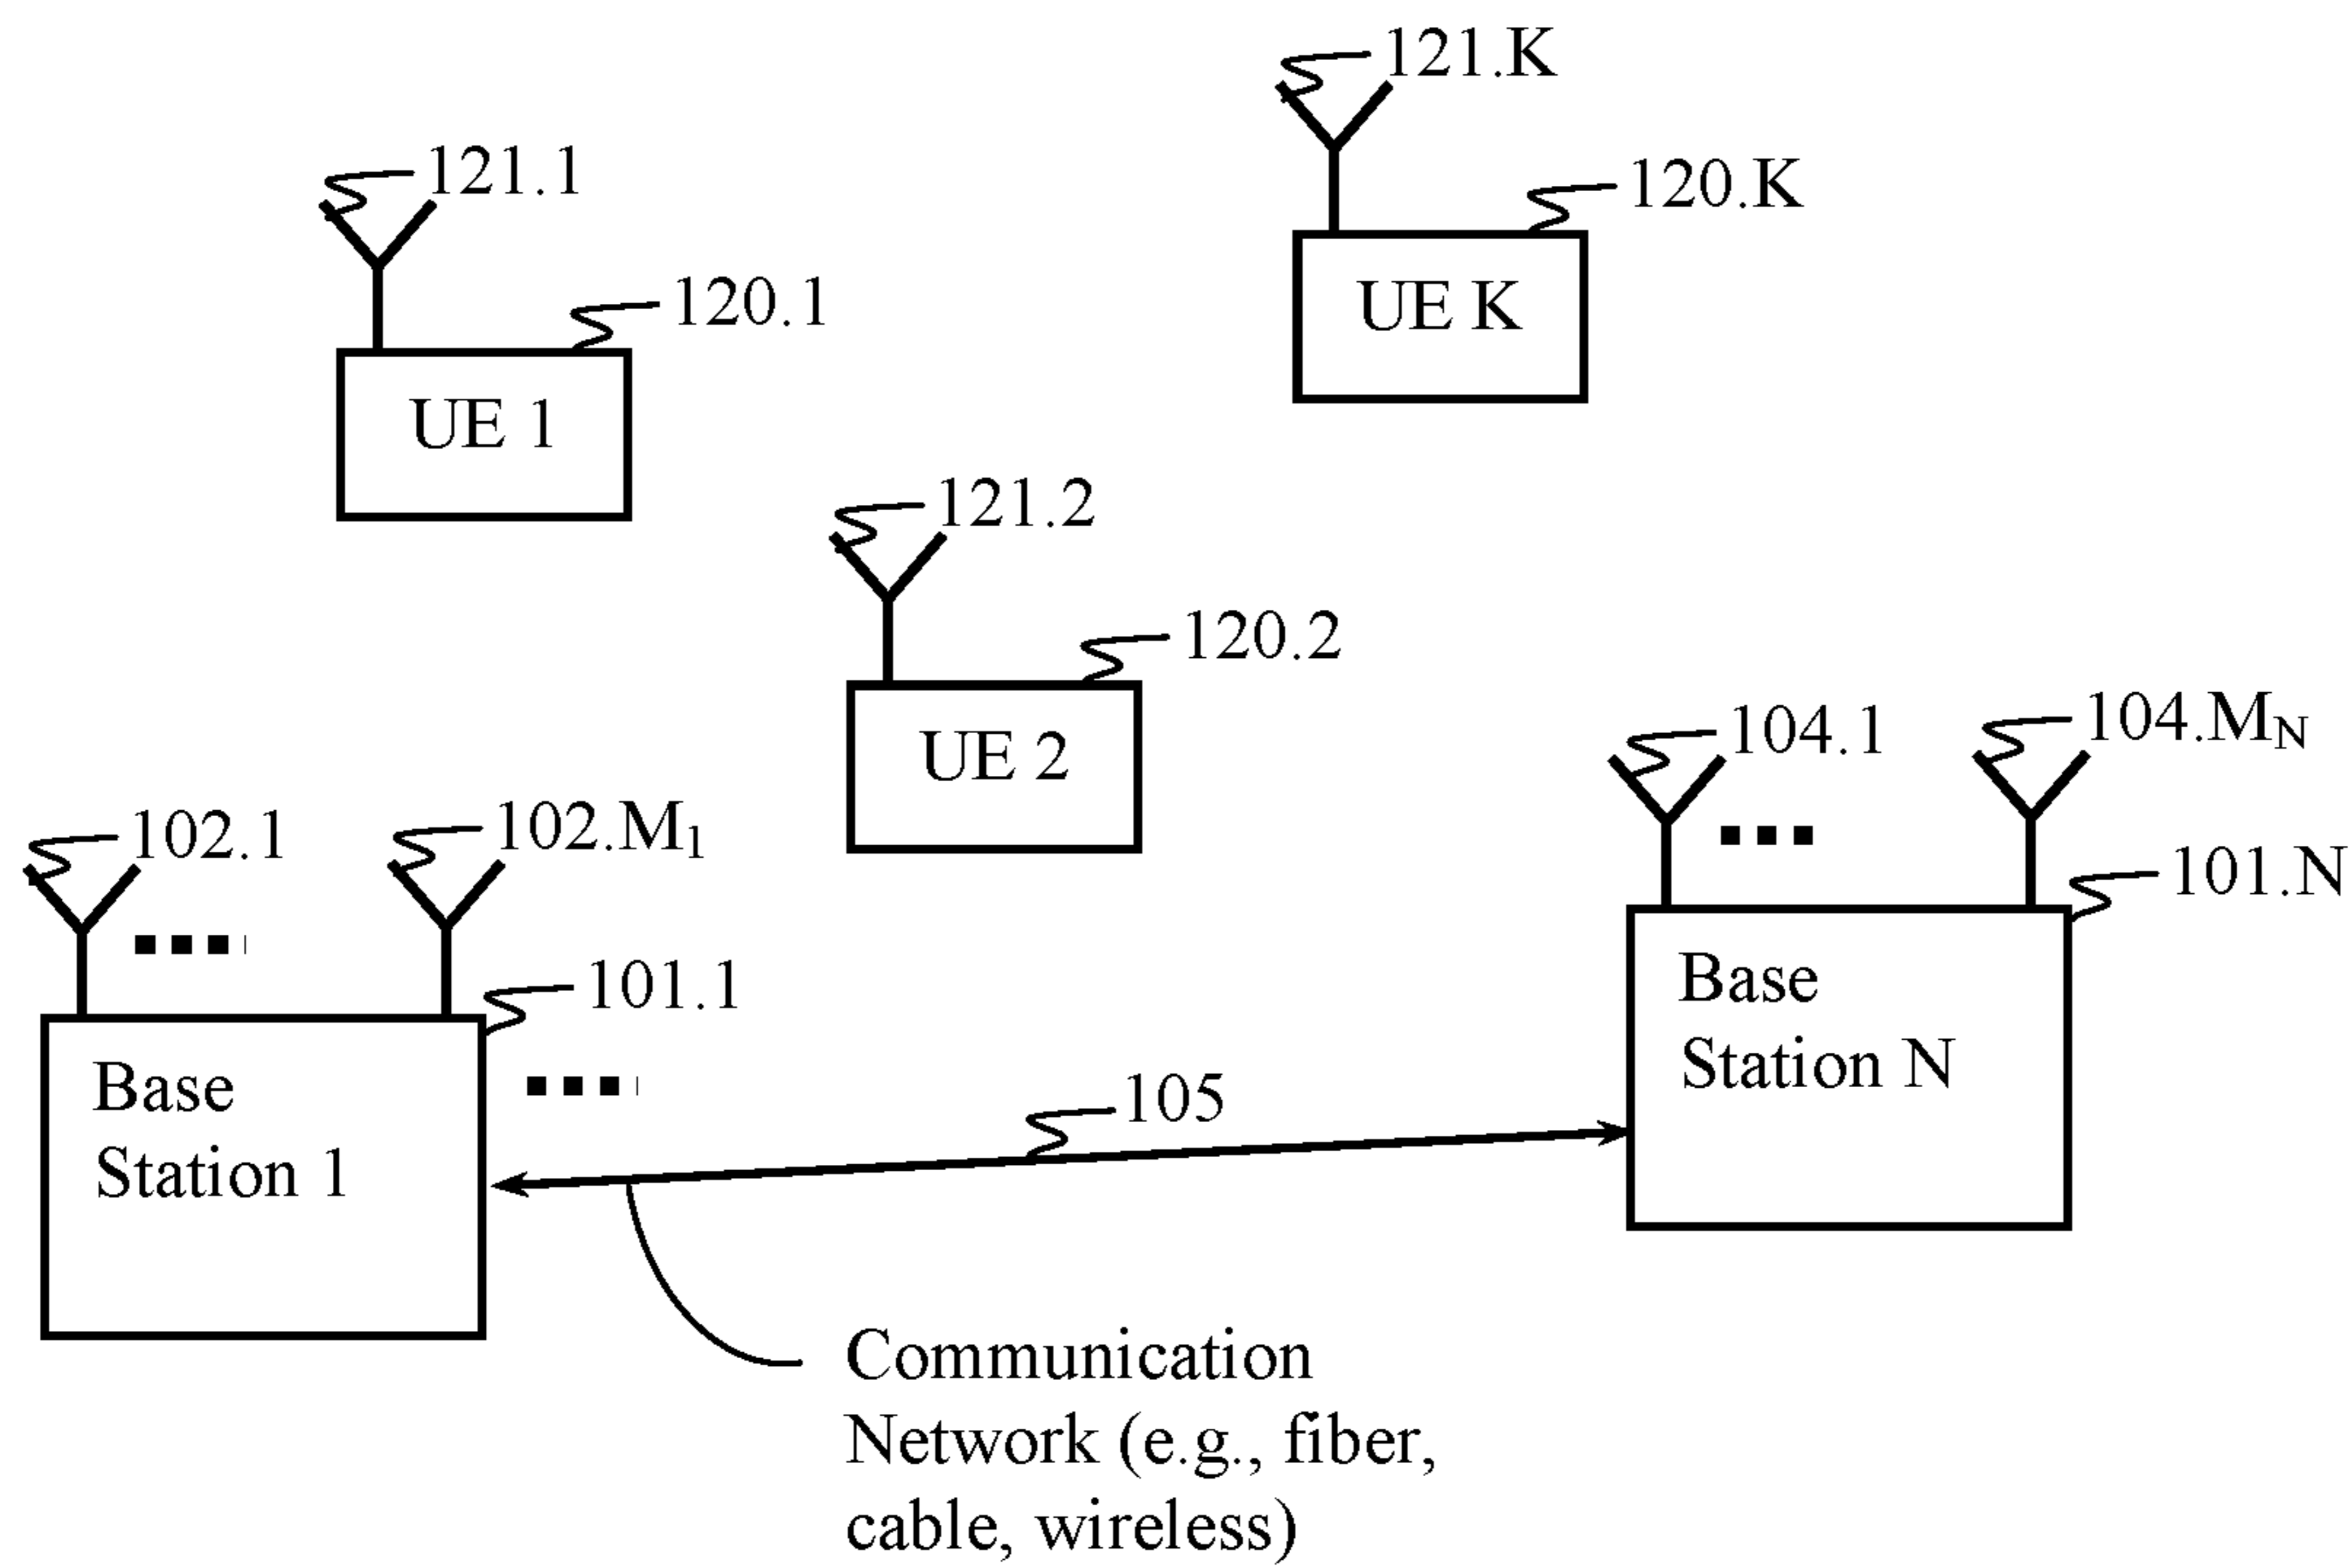 121.K
121.1
120.K
120.1
UE K
UE 1
121.2
120.2
UE 2
104.1
104.M_N
102.1
102.M_1
101.N
101.1
Base
Station N
Base
Station 1
105
Communication
Network (e.g., fiber,
cable, wireless)